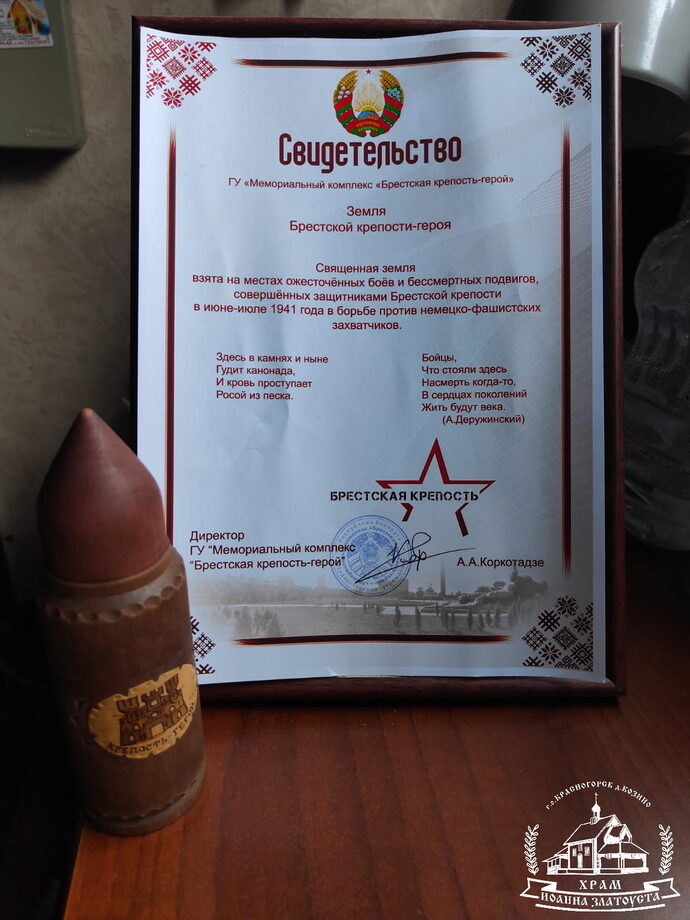 Свидетельство
ГУ «Мемориальный комплекс «Брестская крепость-герой»
Земля
Брестской крепости-героя
Священная земля
взята на местах ожесточённых боёв и бессмертных подвигов,
совершённых защитниками Брестской крепости
в июне-июле 1941 года в борьбе против немецко-фашистских
захватчиков.
Здесь в камнях и ныне
Гудит канонада,
И кровь проступает
Росой из песка.
Бойцы,
Что стояли здесь
Насмерть когда-то,
В сердцах поколений
Жить будут века.
(А.Деружинский)
БРЕСТСКАЯ КРЕПОСТЬ
Директор
ГУ "Мемориальный комплекс
"Брестская крепость-герой"
А.А.Коркотадзе
КРЕПОСТЬ-ГЕРОЙ
г.о.КРАСНОГОРСК д.КОЗИНО
ХРАМ
ИОАННА ЗЛАТОУСТА